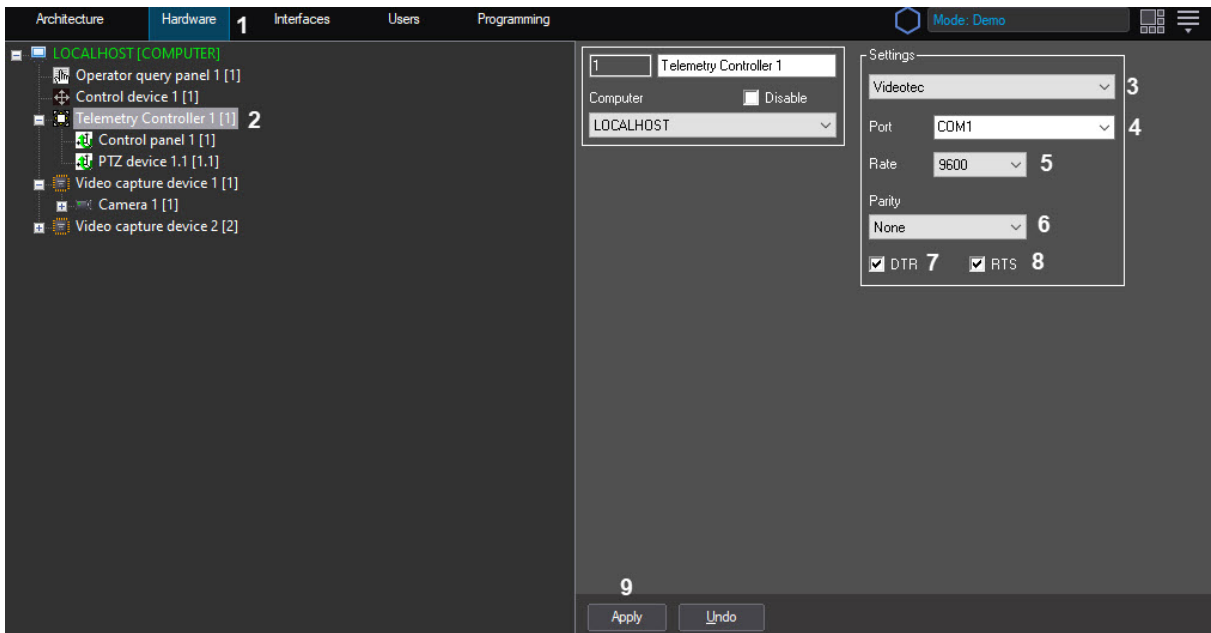 Architecture Hardware 1 Interfaces Users Programming Mode: Demo
LOCALHOST [COMPUTER]
Operator query panel 1 [1]
Control device 1 [1]
Telemetry Controller 1 [1] 2
Control panel 1 [1]
PTZ device 1.1 [1.1]
Video capture device 1 [1]
Camera 1 [1]
Video capture device 2 [2]
1 Telemetry Controller 1
Computer Disable
LOCALHOST
Settings
Videotec 3
Port COM1 4
Rate 9600 5
Parity
None 6
DTR 7 RTS 8
9
Apply Undo